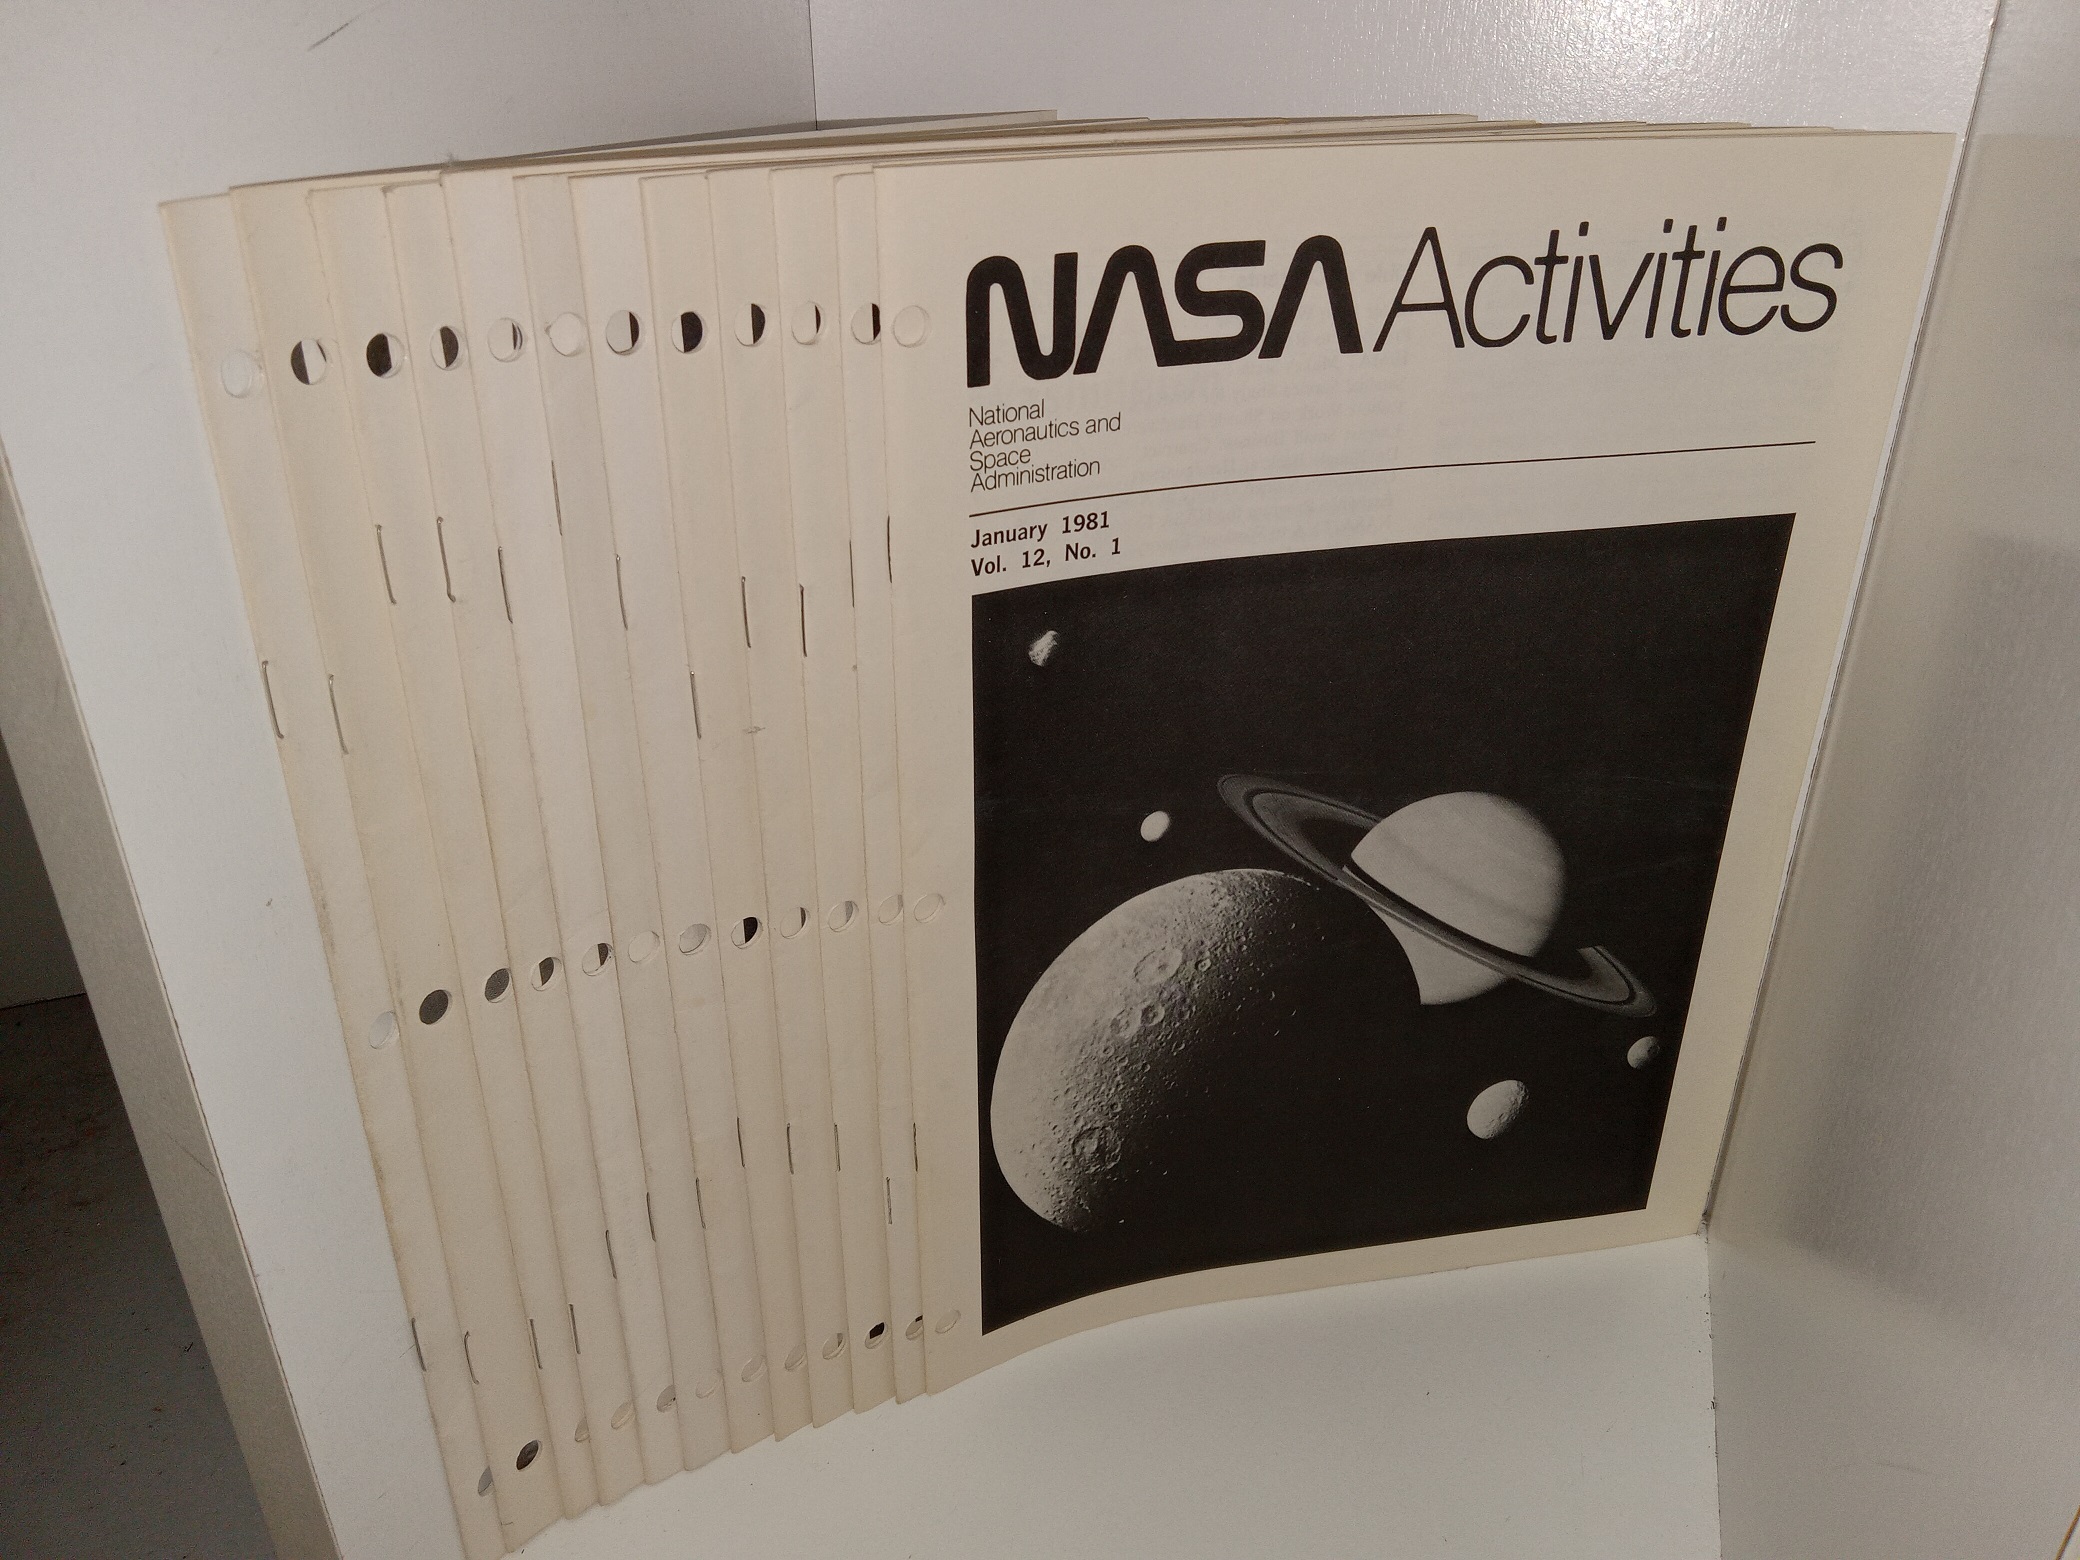 NASA Activities
National
Aeronautics and
Space
Administration
January 1981
Vol. 12, No. 1